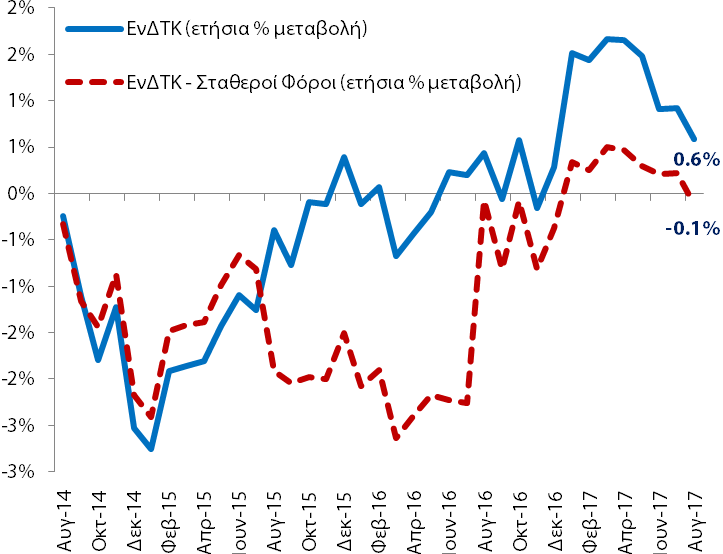 2%
2%
1%
1%
0%
-1%
-1%
-2%
-2%
-3%
-3%
ΕνΔΤΚ (ετήσια % μεταβολή)
ΕνΔΤΚ - Σταθεροί Φόροι (ετήσια % μεταβολή)
0.6%
-0.1%
Αυγ-14
Οκτ-14
Δεκ-14
Φεβ-15
Απρ-15
Ιουν-15
Αυγ-15
Οκτ-15
Δεκ-15
Φεβ-16
Απρ-16
Ιουν-16
Αυγ-16
Οκτ-16
Δεκ-16
Φεβ-17
Απρ-17
Ιουν-17
Αυγ-17